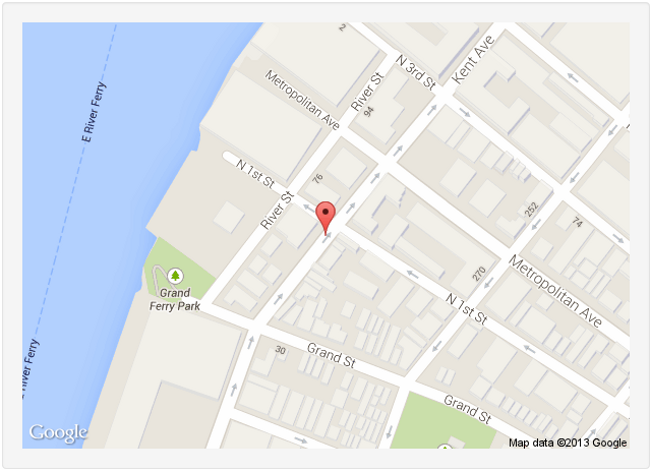 2
N 3rd St
Kent Ave
E River Ferry
Metropolitan Ave
River St
94
N 1st St
76
River St
252
74
Metropolitan Ave
270
Grand
Ferry Park
N 1st St
30
Grand St
E River Ferry
Grand St
Google
Map data ©2013 Google